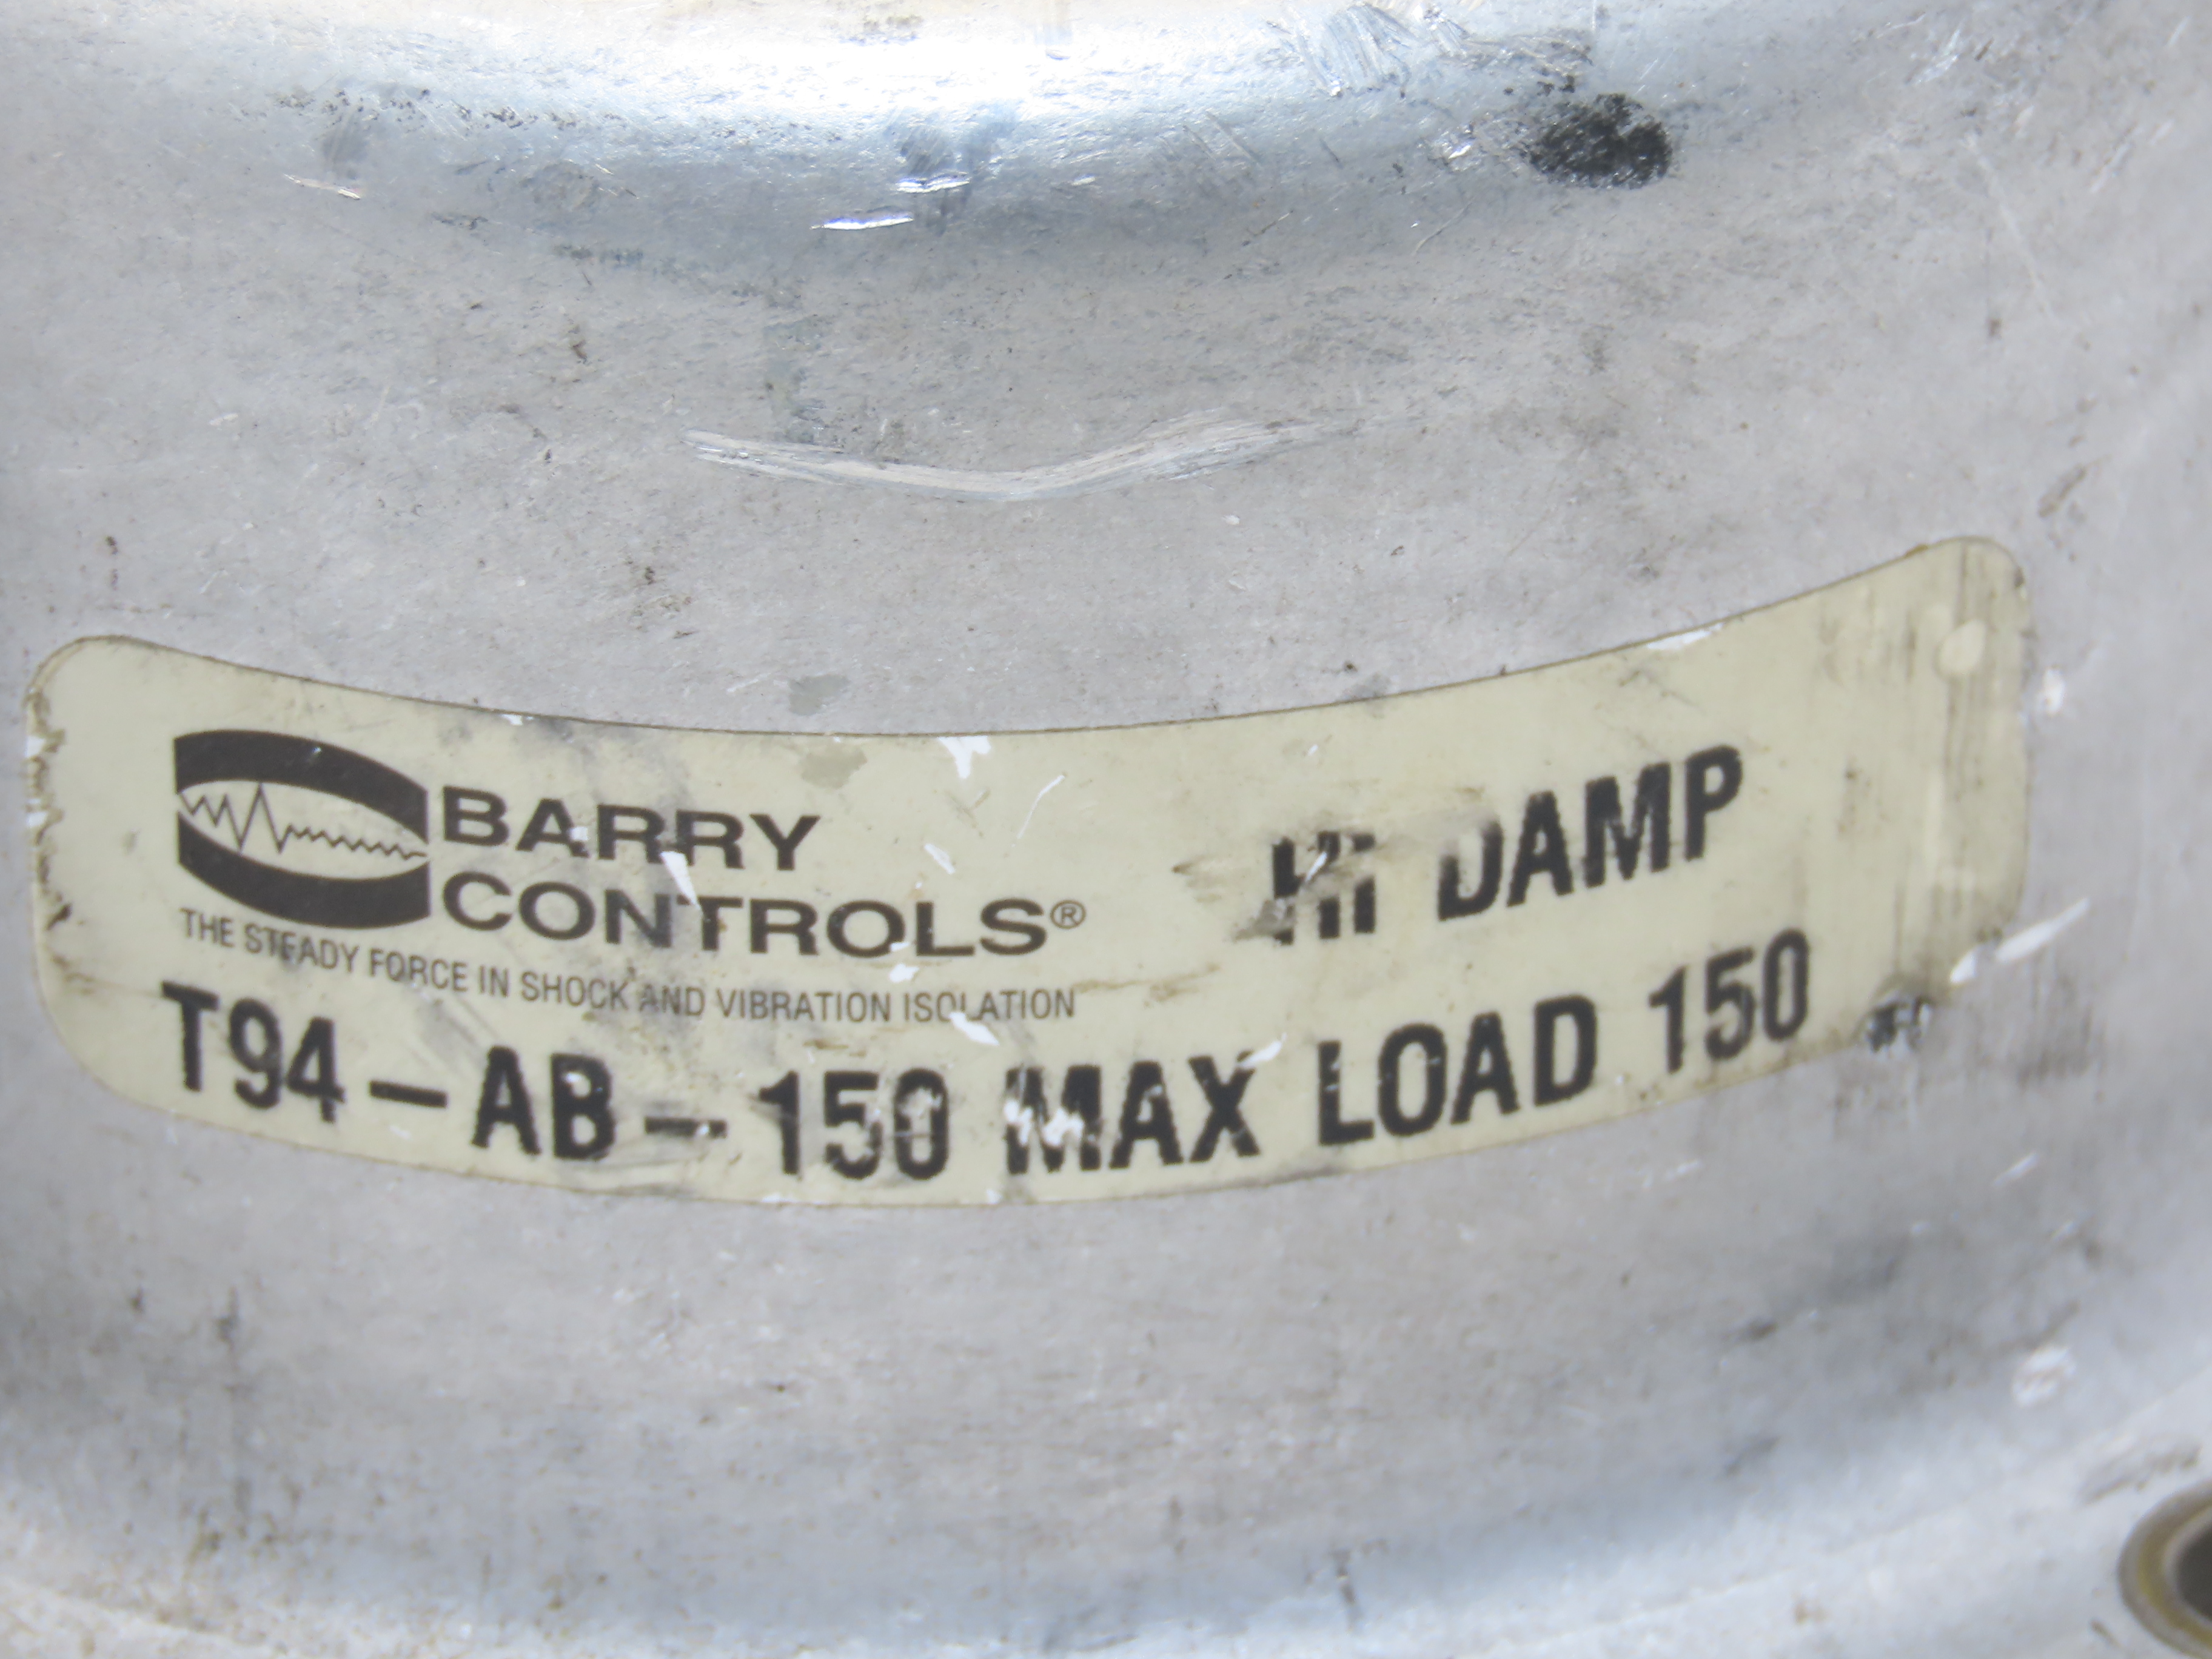 BARRY
CONTROLS®
HI DAMP
THE STEADY FORCE IN SHOCK AND VIBRATION ISOLATION
T94-AB-150 MAX LOAD 150